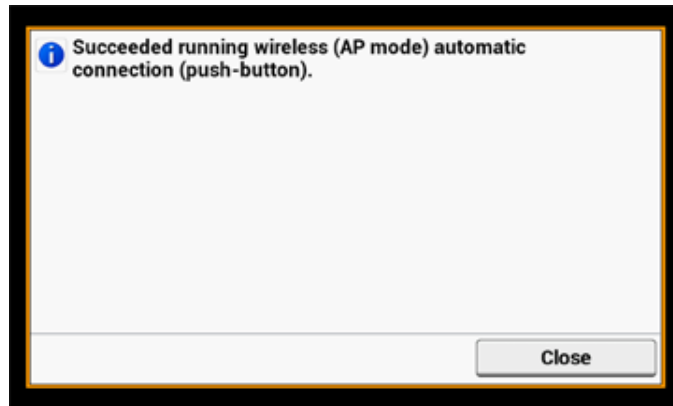 Succeeded running wireless (AP mode) automatic
connection (push-button).
Close